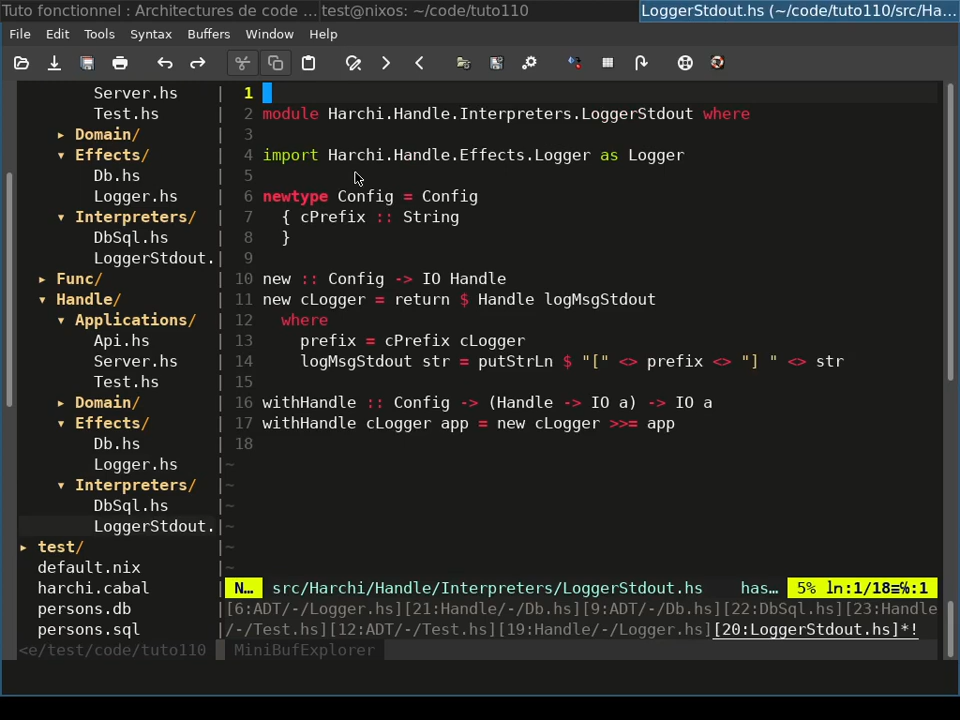 Tuto fonctionnel : Architectures de code ... test@nixos: ~/code/tuto110 LoggerStdout.hs (~/code/tuto110/src/Ha...
File Edit Tools Syntax Buffers Window Help
Server.hs
Test.hs
▸ Domain/
▾ Effects/
Db.hs
Logger.hs
▾ Interpreters/
DbSql.hs
LoggerStdout.
▸ Func/
▾ Handle/
▾ Applications/
Api.hs
Server.hs
Test.hs
▸ Domain/
▾ Effects/
Db.hs
Logger.hs
▾ Interpreters/
DbSql.hs
LoggerStdout.
▸ test/
default.nix
harchi.cabal
persons.db
persons.sql
<e/test/code/tuto110
1
2 module Harchi.Handle.Interpreters.LoggerStdout where
3
4 import Harchi.Handle.Effects.Logger as Logger
5
6 newtype Config = Config
7   { cPrefix :: String
8   }
9
10 new :: Config -> IO Handle
11 new cLogger = return $ Handle logMsgStdout
12   where
13     prefix = cPrefix cLogger
14     logMsgStdout str = putStrLn $ "[" <> prefix <> "] " <> str
15
16 withHandle :: Config -> (Handle -> IO a) -> IO a
17 withHandle cLogger app = new cLogger >>= app
18
~
~
~
~
~
~
N... src/Harchi/Handle/Interpreters/LoggerStdout.hs has... 5% ln:1/18≡℅:1
[6:ADT/-/Logger.hs][21:Handle/-/Db.hs][9:ADT/-/Db.hs][22:DbSql.hs][23:Handle
/-/Test.hs][12:ADT/-/Test.hs][19:Handle/-/Logger.hs][20:LoggerStdout.hs]*!
MiniBufExplorer